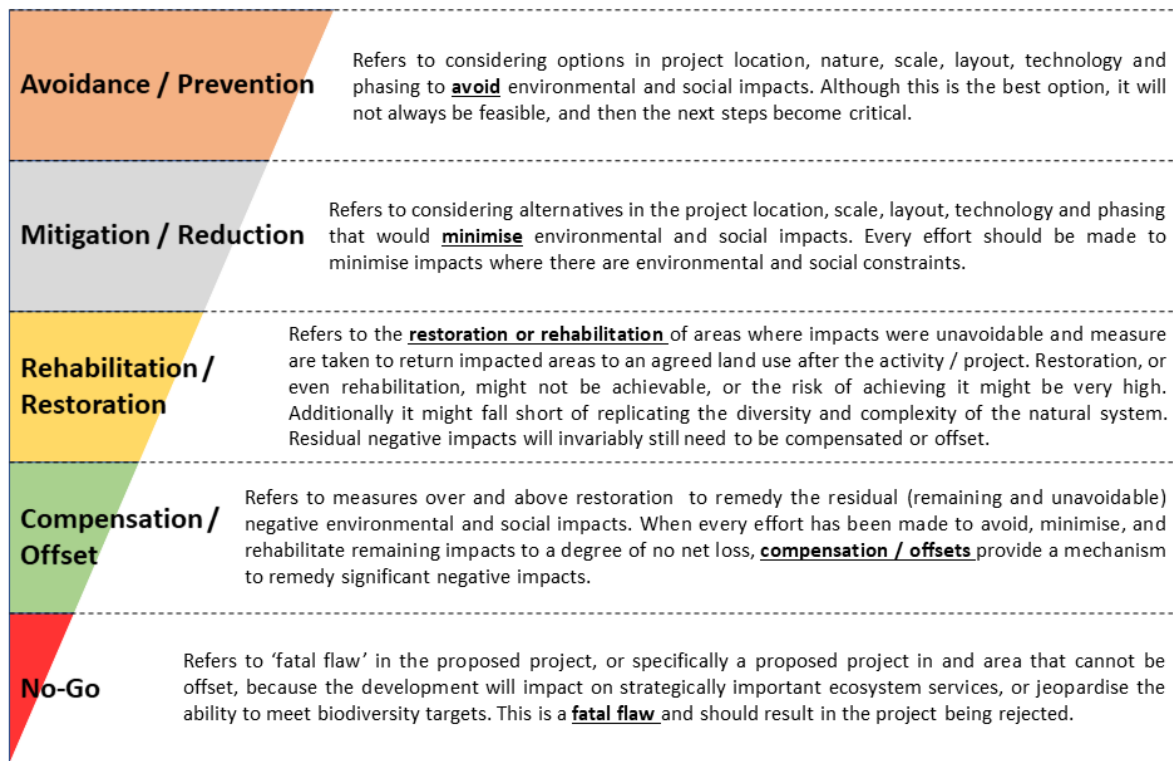 Avoidance / Prevention
Refers to considering options in project location, nature, scale, layout, technology and
phasing to avoid environmental and social impacts. Although this is the best option, it will
not always be feasible, and then the next steps become critical.
Mitigation / Reduction
Refers to considering alternatives in the project location, scale, layout, technology and phasing
that would minimise environmental and social impacts. Every effort should be made to
minimise impacts where there are environmental and social constraints.
Rehabilitation /
Restoration
Refers to the restoration or rehabilitation of areas where impacts were unavoidable and measure
are taken to return impacted areas to an agreed land use after the activity / project. Restoration, or
even rehabilitation, might not be achievable, or the risk of achieving it might be very high.
Additionally it might fall short of replicating the diversity and complexity of the natural system.
Residual negative impacts will invariably still need to be compensated or offset.
Compensation /
Offset
Refers to measures over and above restoration to remedy the residual (remaining and unavoidable)
negative environmental and social impacts. When every effort has been made to avoid, minimise, and
rehabilitate remaining impacts to a degree of no net loss, compensation / offsets provide a mechanism
to remedy significant negative impacts.
No-Go
Refers to ‘fatal flaw’ in the proposed project, or specifically a proposed project in and area that cannot be
offset, because the development will impact on strategically important ecosystem services, or jeopardise the
ability to meet biodiversity targets. This is a fatal flaw and should result in the project being rejected.